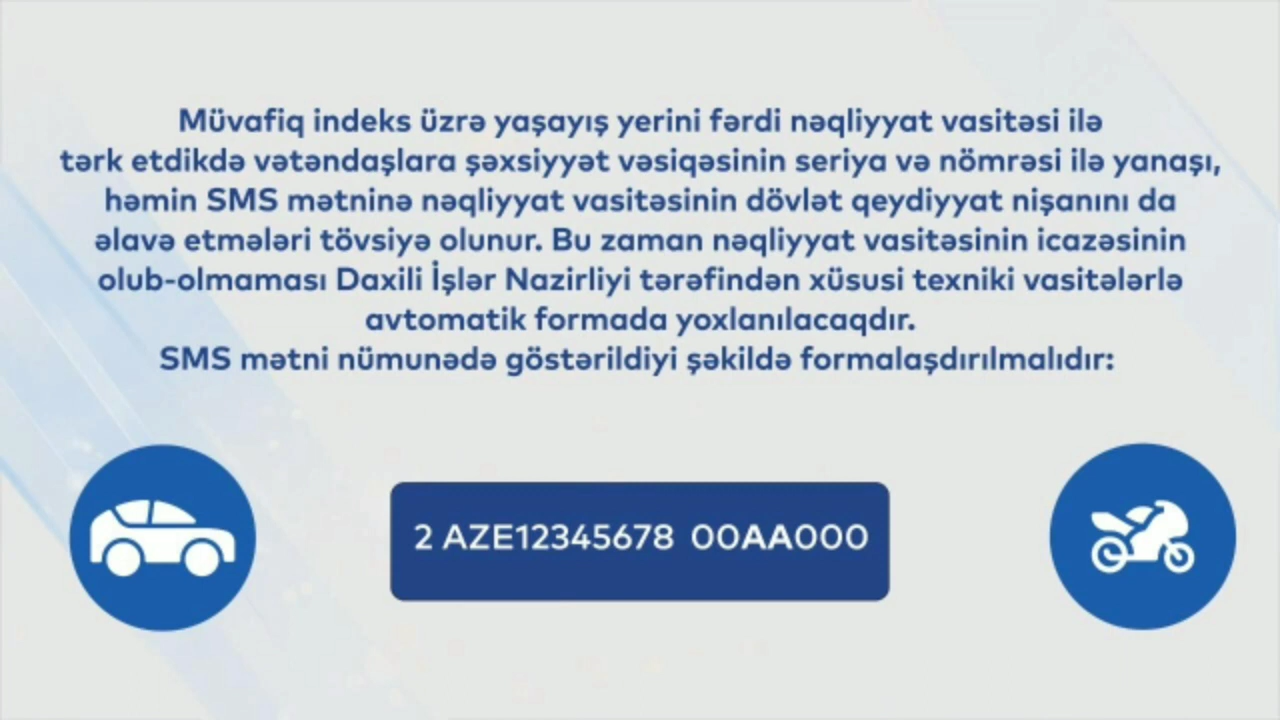 Müvafiq indeks üzrə yaşayış yerini fərdi nəqliyyat vasitəsi ilə
tərk etdikdə vətəndaşlara şəxsiyyət vəsiqəsinin seriya və nömrəsi ilə yanaşı,
həmin SMS mətninə nəqliyyat vasitəsinin dövlət qeydiyyat nişanını da
əlavə etmələri tövsiyə olunur. Bu zaman nəqliyyat vasitəsinin icazəsinin
olub-olmaması Daxili İşlər Nazirliyi tərəfindən xüsusi texniki vasitələrlə
avtomatik formada yoxlanılacaqdır.
SMS mətni nümunədə göstərildiyi şəkildə formalaşdırılmalıdır:
2 AZE12345678 00AA000